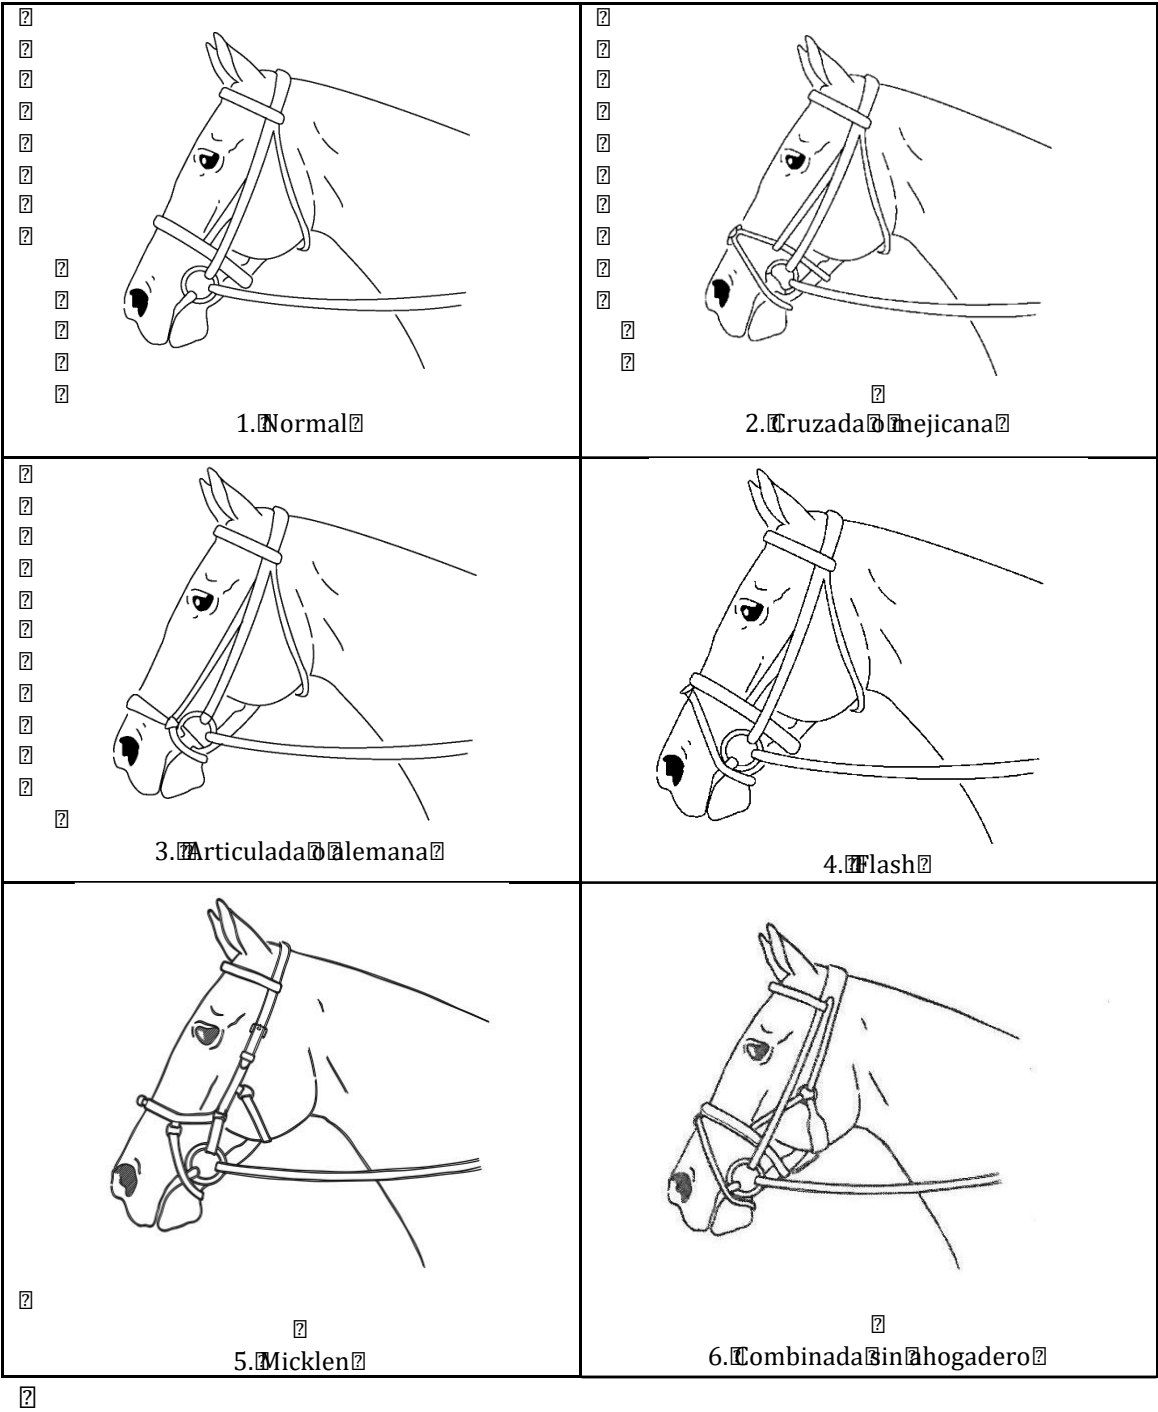 1. Normal
2. Cruzada o mejicana
3. Articulada o alemana
4. Flash
5. Micklen
6. Combinada sin ahogadero